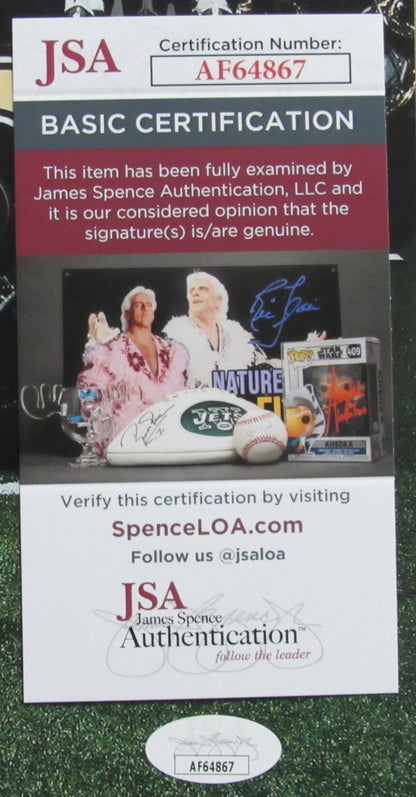 JSA
Certification Number:
AF64867
BASIC CERTIFICATION
This item has been fully examined by
James Spence Authentication, LLC and
it is our considered opinion that the
signature(s) is/are genuine.
NATURE
JETS
POP!
STAR WARS
409
AHSOKA
Verify this certification by visiting
SpenceLOA.com
Follow us @jsaloa
JSA
James Spence
Authentication™
follow the leader
AF64867